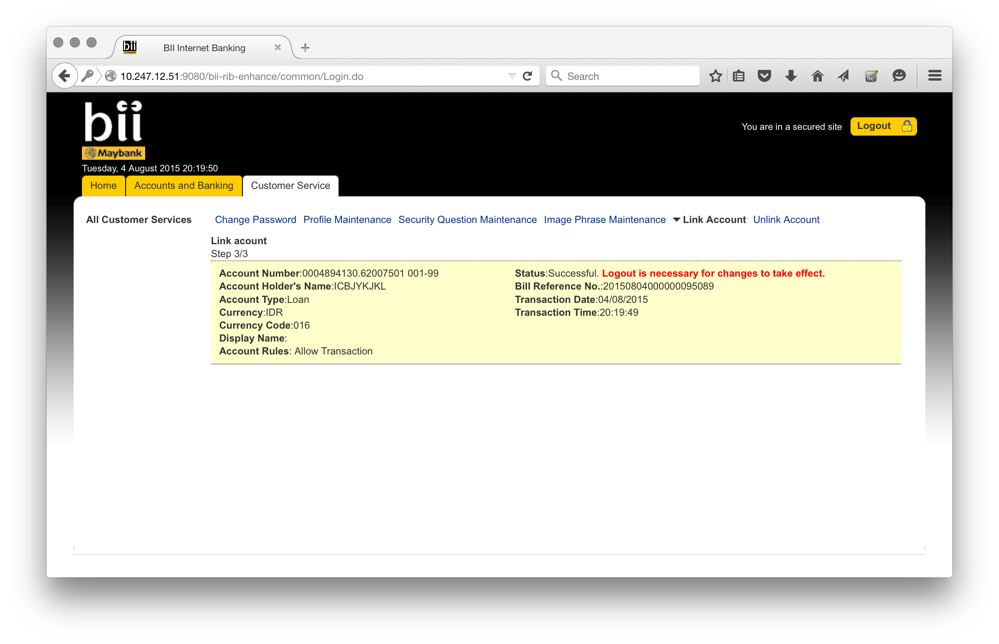 bii
BII Internet Banking
10.247.12.51:9080/bii-rib-enhance/common/Login.do
Search
bii
Maybank
You are in a secured site
Logout
Tuesday, 4 August 2015 20:19:50
Home
Accounts and Banking
Customer Service
All Customer Services
Change Password
Profile Maintenance
Security Question Maintenance
Image Phrase Maintenance
Link Account
Unlink Account
Link acount
Step 3/3
Account Number:0004894130.62007501 001-99
Account Holder's Name:ICBJYKJKL
Account Type:Loan
Currency:IDR
Currency Code:016
Display Name:
Account Rules: Allow Transaction
Status:Successful. Logout is necessary for changes to take effect.
Bill Reference No.:20150804000000095089
Transaction Date:04/08/2015
Transaction Time:20:19:49